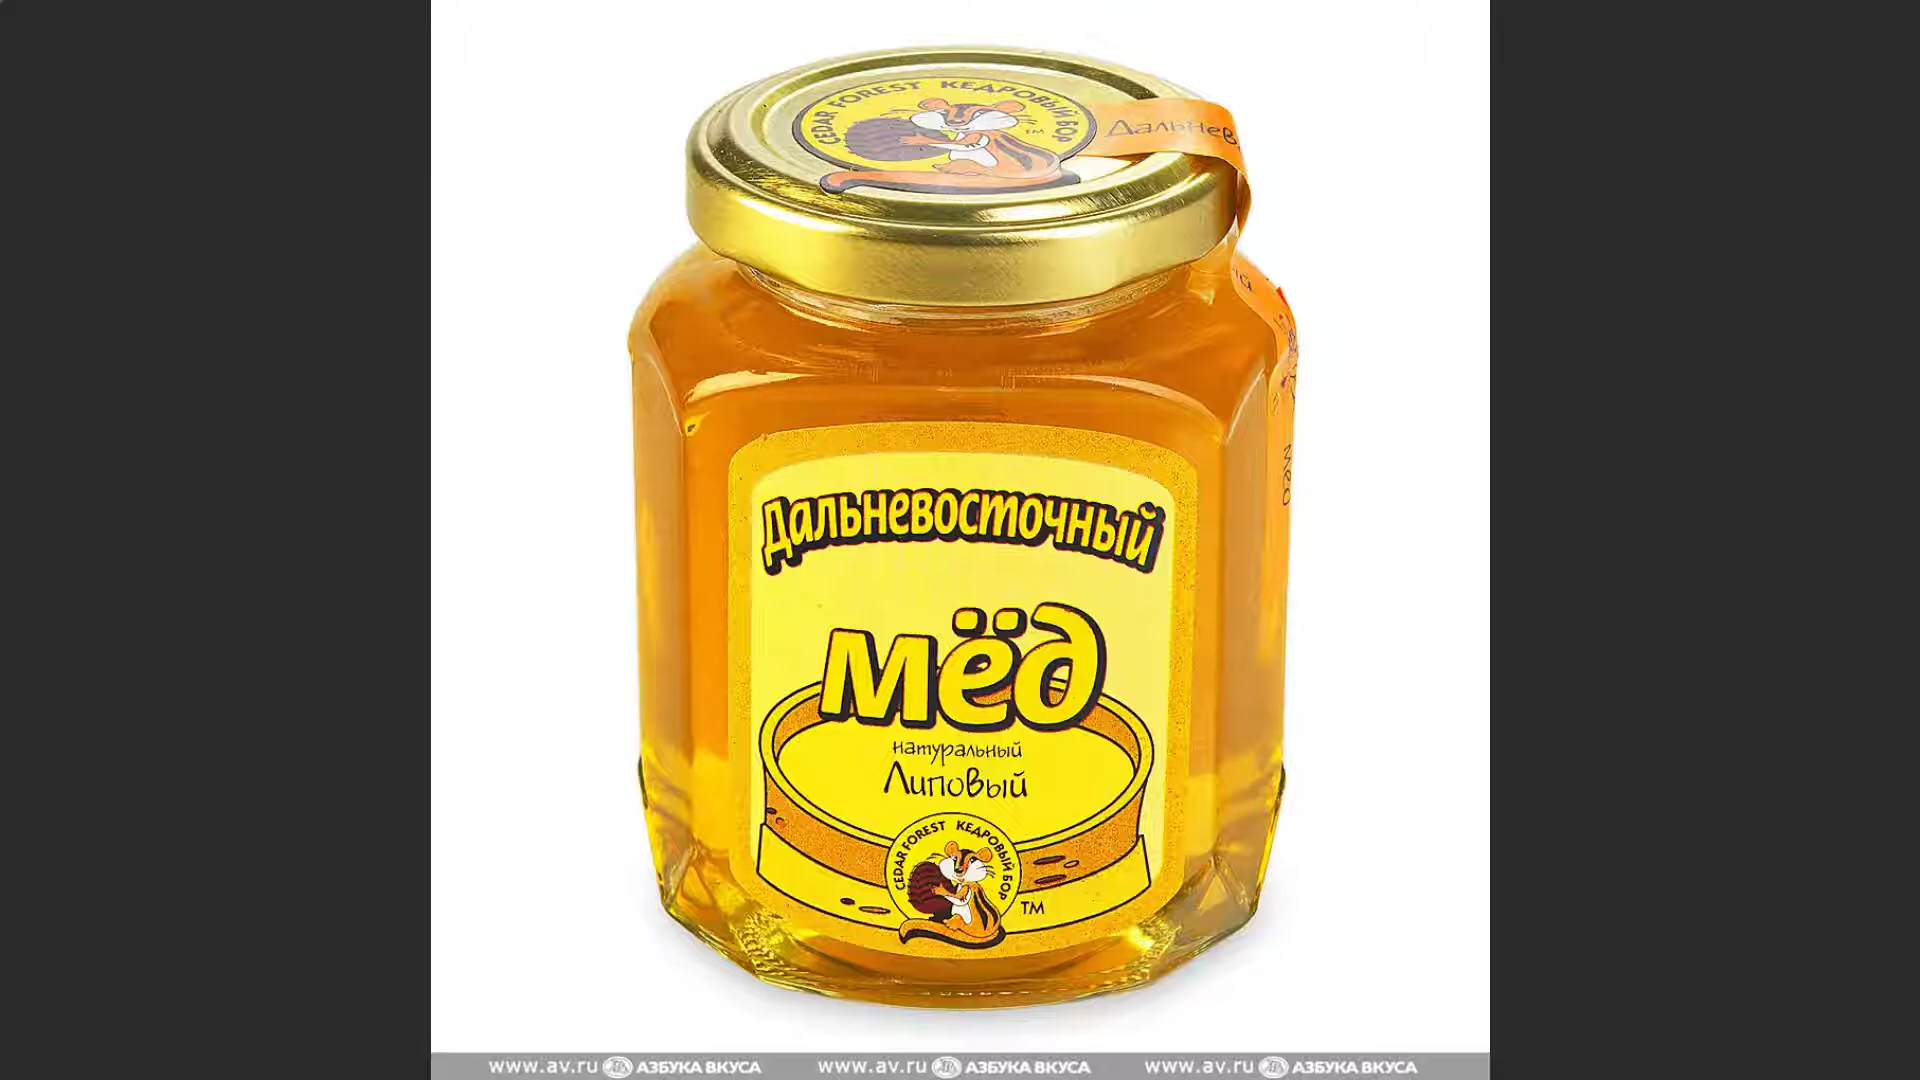 CEDAR FOREST КЕДРОВЫЙ БОР
TM
Дальнев
мёд
Дальневосточный
мёд
натуральный
Липовый
CEDAR FOREST КЕДРОВЫЙ БОР
TM
www.av.ru АЗБУКА ВКУСА www.av.ru АЗБУКА ВКУСА www.av.ru АЗБУКА ВКУСА